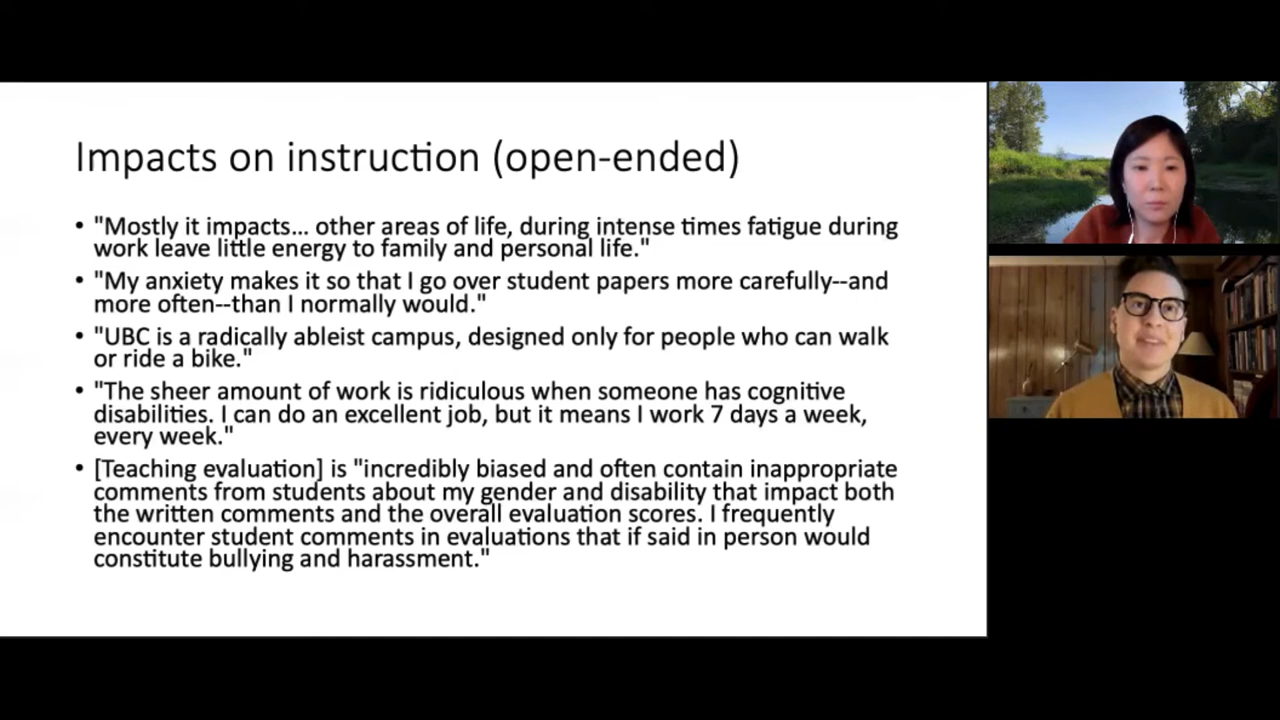 Impacts on instruction (open-ended)
• "Mostly it impacts... other areas of life, during intense times fatigue during
work leave little energy to family and personal life."
• "My anxiety makes it so that I go over student papers more carefully--and
more often--than I normally would."
• "UBC is a radically ableist campus, designed only for people who can walk
or ride a bike."
• "The sheer amount of work is ridiculous when someone has cognitive
disabilities. I can do an excellent job, but it means I work 7 days a week,
every week."
• [Teaching evaluation] is "incredibly biased and often contain inappropriate
comments from students about my gender and disability that impact both
the written comments and the overall evaluation scores. I frequently
encounter student comments in evaluations that if said in person would
constitute bullying and harassment."